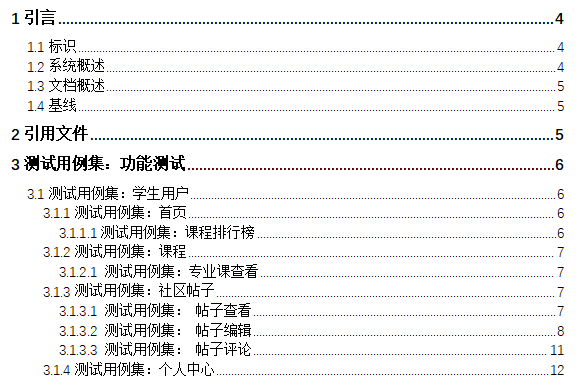 1 引言 4
1.1 标识 4
1.2 系统概述 4
1.3 文档概述 5
1.4 基线 5
2 引用文件 5
3 测试用例集：功能测试 6
3.1 测试用例集：学生用户 6
3.1.1 测试用例集：首页 6
3.1.1.1 测试用例集：课程排行榜 6
3.1.2 测试用例集：课程 7
3.1.2.1 测试用例集：专业课查看 7
3.1.3 测试用例集：社区帖子 7
3.1.3.1 测试用例集： 帖子查看 7
3.1.3.2 测试用例集： 帖子编辑 8
3.1.3.3 测试用例集： 帖子评论 11
3.1.4 测试用例集：个人中心 12